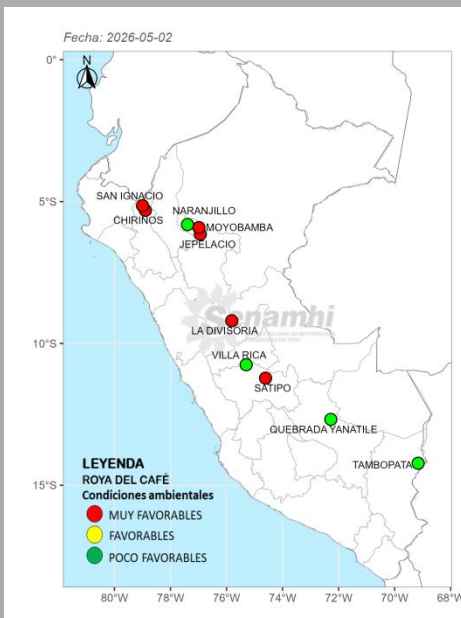 Fecha: 2026-05-02
0°
N
SAN IGNACIO
NARANJILLO
5°S
CHIRINOS
MOYOBAMBA
JEPELACIO
Senamhi
LA DIVISORIA
10°S
VILLA RICA
SATIPO
QUEBRADA YANATILE
TAMBOPATA
LEYENDA
ROYA DEL CAFÉ
15°S
Condiciones ambientales
MUY FAVORABLES
FAVORABLES
POCO FAVORABLES
80°W 78°W 76°W 74°W 72°W 70°W 68°W